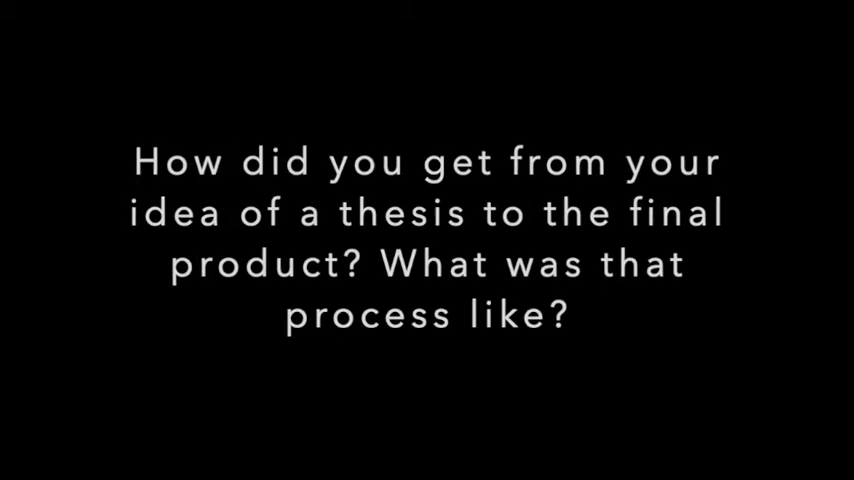 How did you get from your
idea of a thesis to the final
product? What was that
process like?